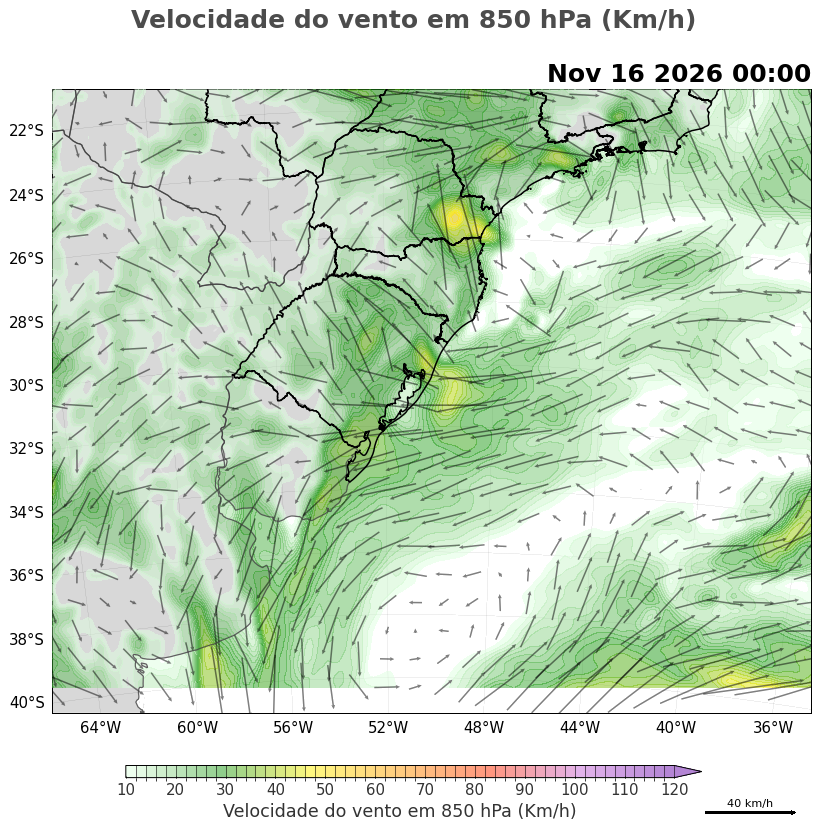 Velocidade do vento em 850 hPa (Km/h)
Nov 16 2026 00:00
22°S
24°S
26°S
28°S
30°S
32°S
34°S
36°S
38°S
40°S
64°W 60°W 56°W 52°W 48°W 44°W 40°W 36°W
10 20 30 40 50 60 70 80 90 100 110 120
Velocidade do vento em 850 hPa (Km/h)
40 km/h